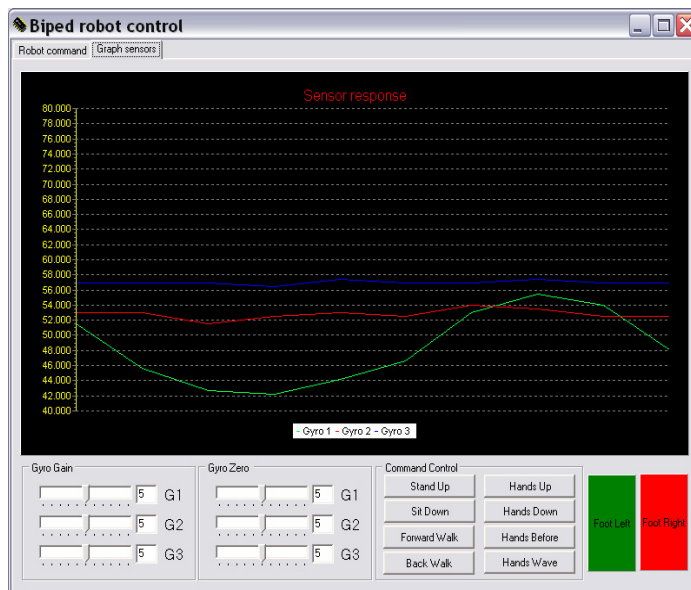 Biped robot control
Robot command Graph sensors
Sensor response
80.000
78.000
76.000
74.000
72.000
70.000
68.000
66.000
64.000
62.000
60.000
58.000
56.000
54.000
52.000
50.000
48.000
46.000
44.000
42.000
40.000
- Gyro 1 - Gyro 2 - Gyro 3
Gyro Gain
5 G1
5 G2
5 G3
Gyro Zero
5 G1
5 G2
5 G3
Command Control
Stand Up Hands Up
Sit Down Hands Down
Forward Walk Hands Before
Back Walk Hands Wave
Foot Left Foot Right